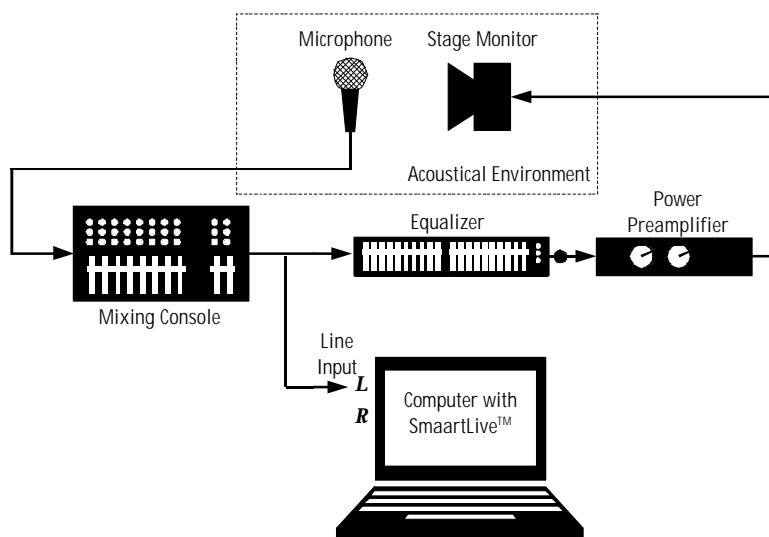 Microphone
Stage Monitor
Acoustical Environment
Power
Preamplifier
Equalizer
Mixing Console
Line
Input
L
R
Computer with
SmaartLive™